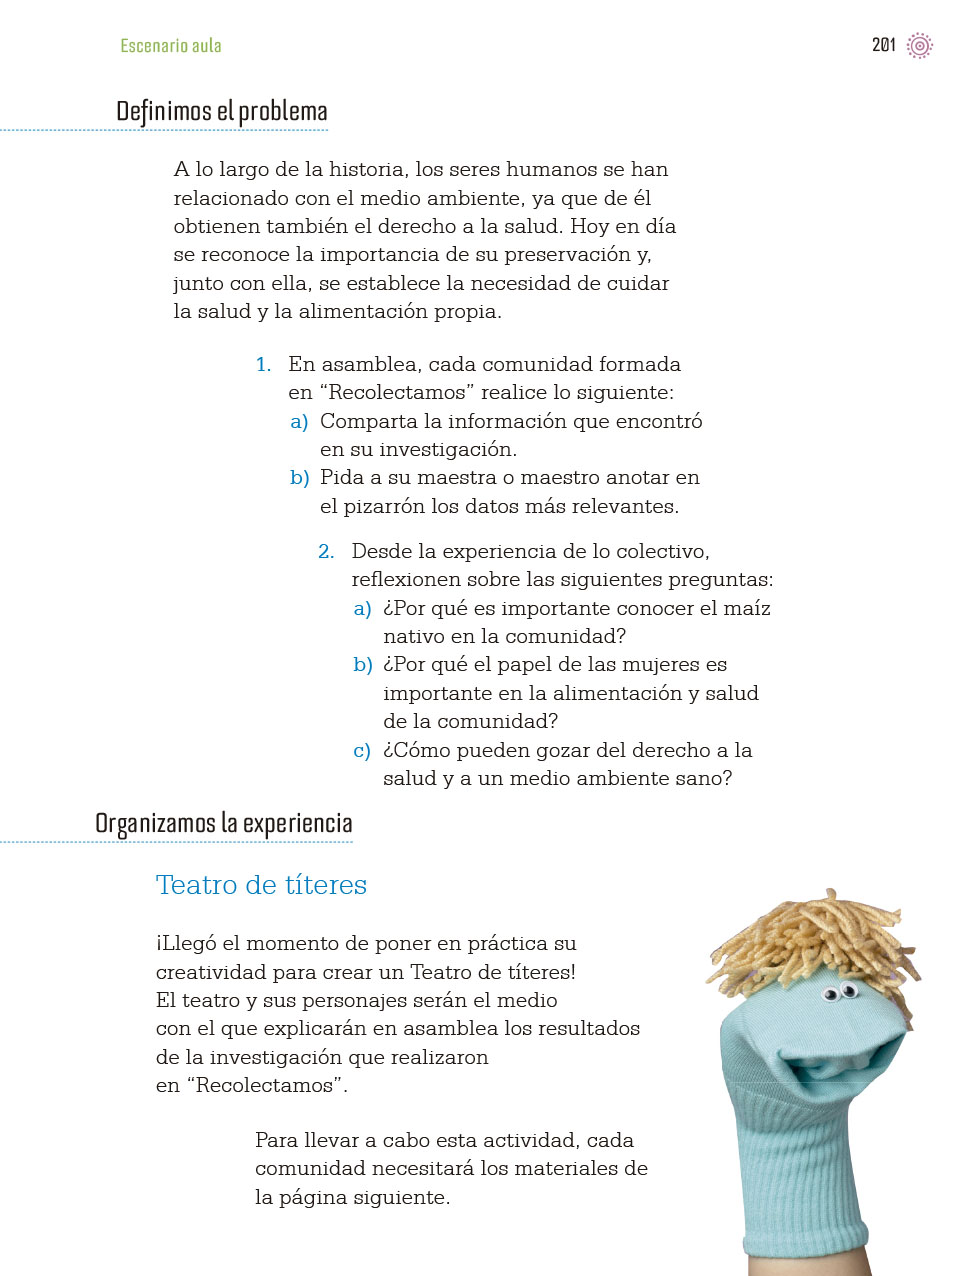 Escenario aula
201
Definimos el problema
A lo largo de la historia, los seres humanos se han
relacionado con el medio ambiente, ya que de él
obtienen también el derecho a la salud. Hoy en día
se reconoce la importancia de su preservación y,
junto con ella, se establece la necesidad de cuidar
la salud y la alimentación propia.
1. En asamblea, cada comunidad formada
en “Recolectamos” realice lo siguiente:
a) Comparta la información que encontró
en su investigación.
b) Pida a su maestra o maestro anotar en
el pizarrón los datos más relevantes.
2. Desde la experiencia de lo colectivo,
reflexionen sobre las siguientes preguntas:
a) ¿Por qué es importante conocer el maíz
nativo en la comunidad?
b) ¿Por qué el papel de las mujeres es
importante en la alimentación y salud
de la comunidad?
c) ¿Cómo pueden gozar del derecho a la
salud y a un medio ambiente sano?
Organizamos la experiencia
Teatro de títeres
¡Llegó el momento de poner en práctica su
creatividad para crear un Teatro de títeres!
El teatro y sus personajes serán el medio
con el que explicarán en asamblea los resultados
de la investigación que realizaron
en “Recolectamos”.
Para llevar a cabo esta actividad, cada
comunidad necesitará los materiales de
la página siguiente.